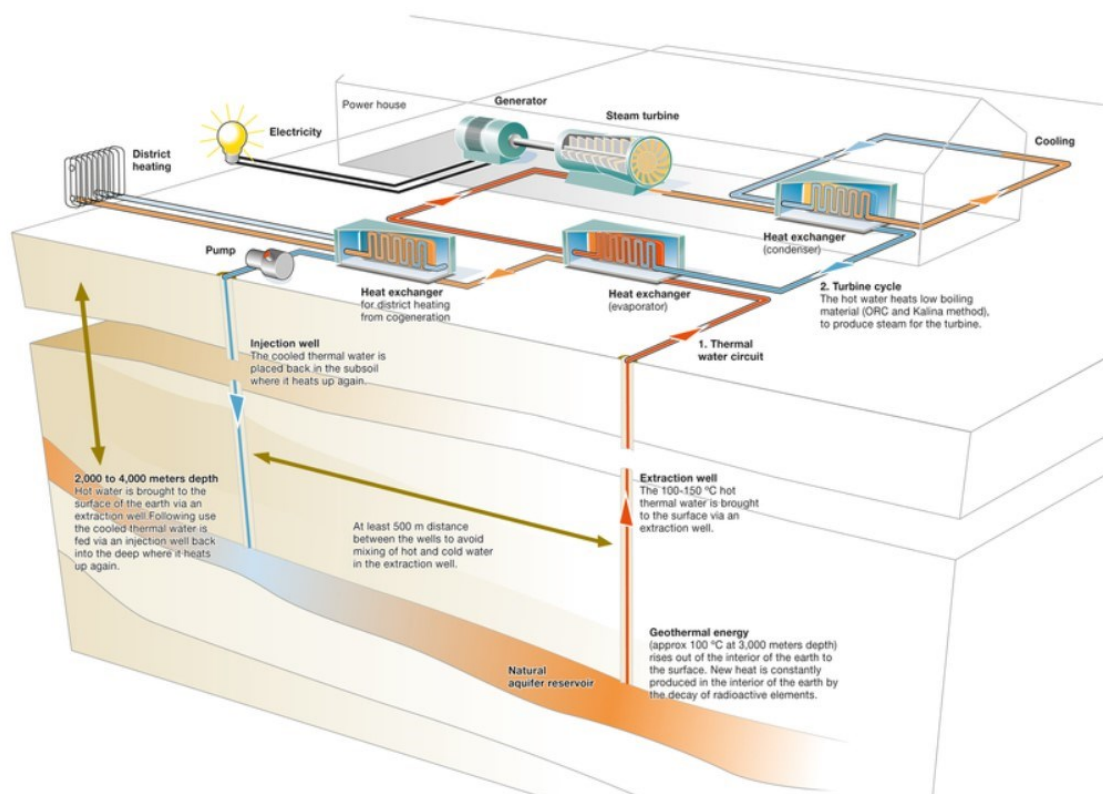 Power house
Generator
Steam turbine
Electricity
Cooling
District
heating
Pump
Heat exchanger
for district heating
from cogeneration
Heat exchanger
(evaporator)
Heat exchanger
(condenser)
2. Turbine cycle
The hot water heats low boiling
material (ORC and Kalina method),
to produce steam for the turbine.
1. Thermal
water circuit
Injection well
The cooled thermal water is
placed back in the subsoil
where it heats up again.
2,000 to 4,000 meters depth
Hot water is brought to the
surface of the earth via an
extraction well.Following use
the cooled thermal water is
fed via an injection well back
into the deep where it heats
up again.
At least 500 m distance
between the wells to avoid
mixing of hot and cold water
in the extraction well.
Extraction well
The 100-150 ºC hot
thermal water is brought
to the surface via an
extraction well.
Geothermal energy
(approx 100 ºC at 3,000 meters depth)
rises out of the interior of the earth to
the surface. New heat is constantly
produced in the interior of the earth by
the decay of radioactive elements.
Natural
aquifer reservoir